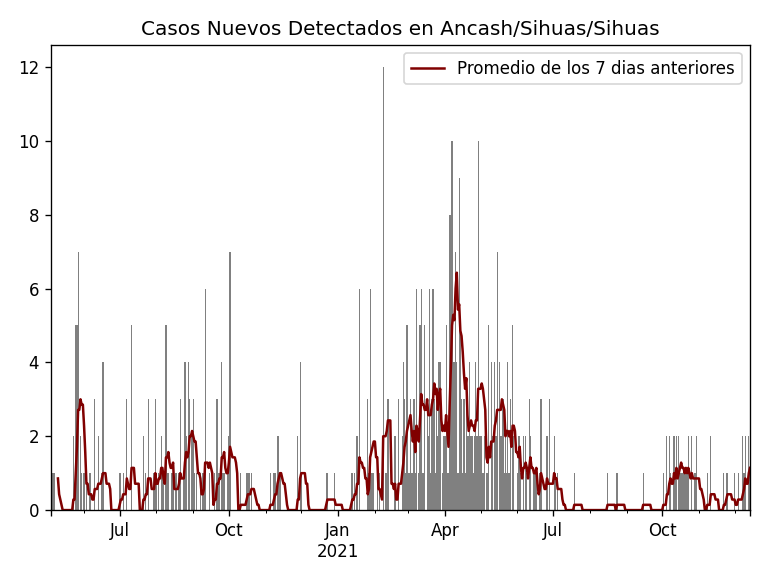 Casos Nuevos Detectados en Ancash/Sihuas/Sihuas
Promedio de los 7 dias anteriores
12
10
8
6
4
2
0
Jul
Oct
Jan
2021
Apr
Jul
Oct